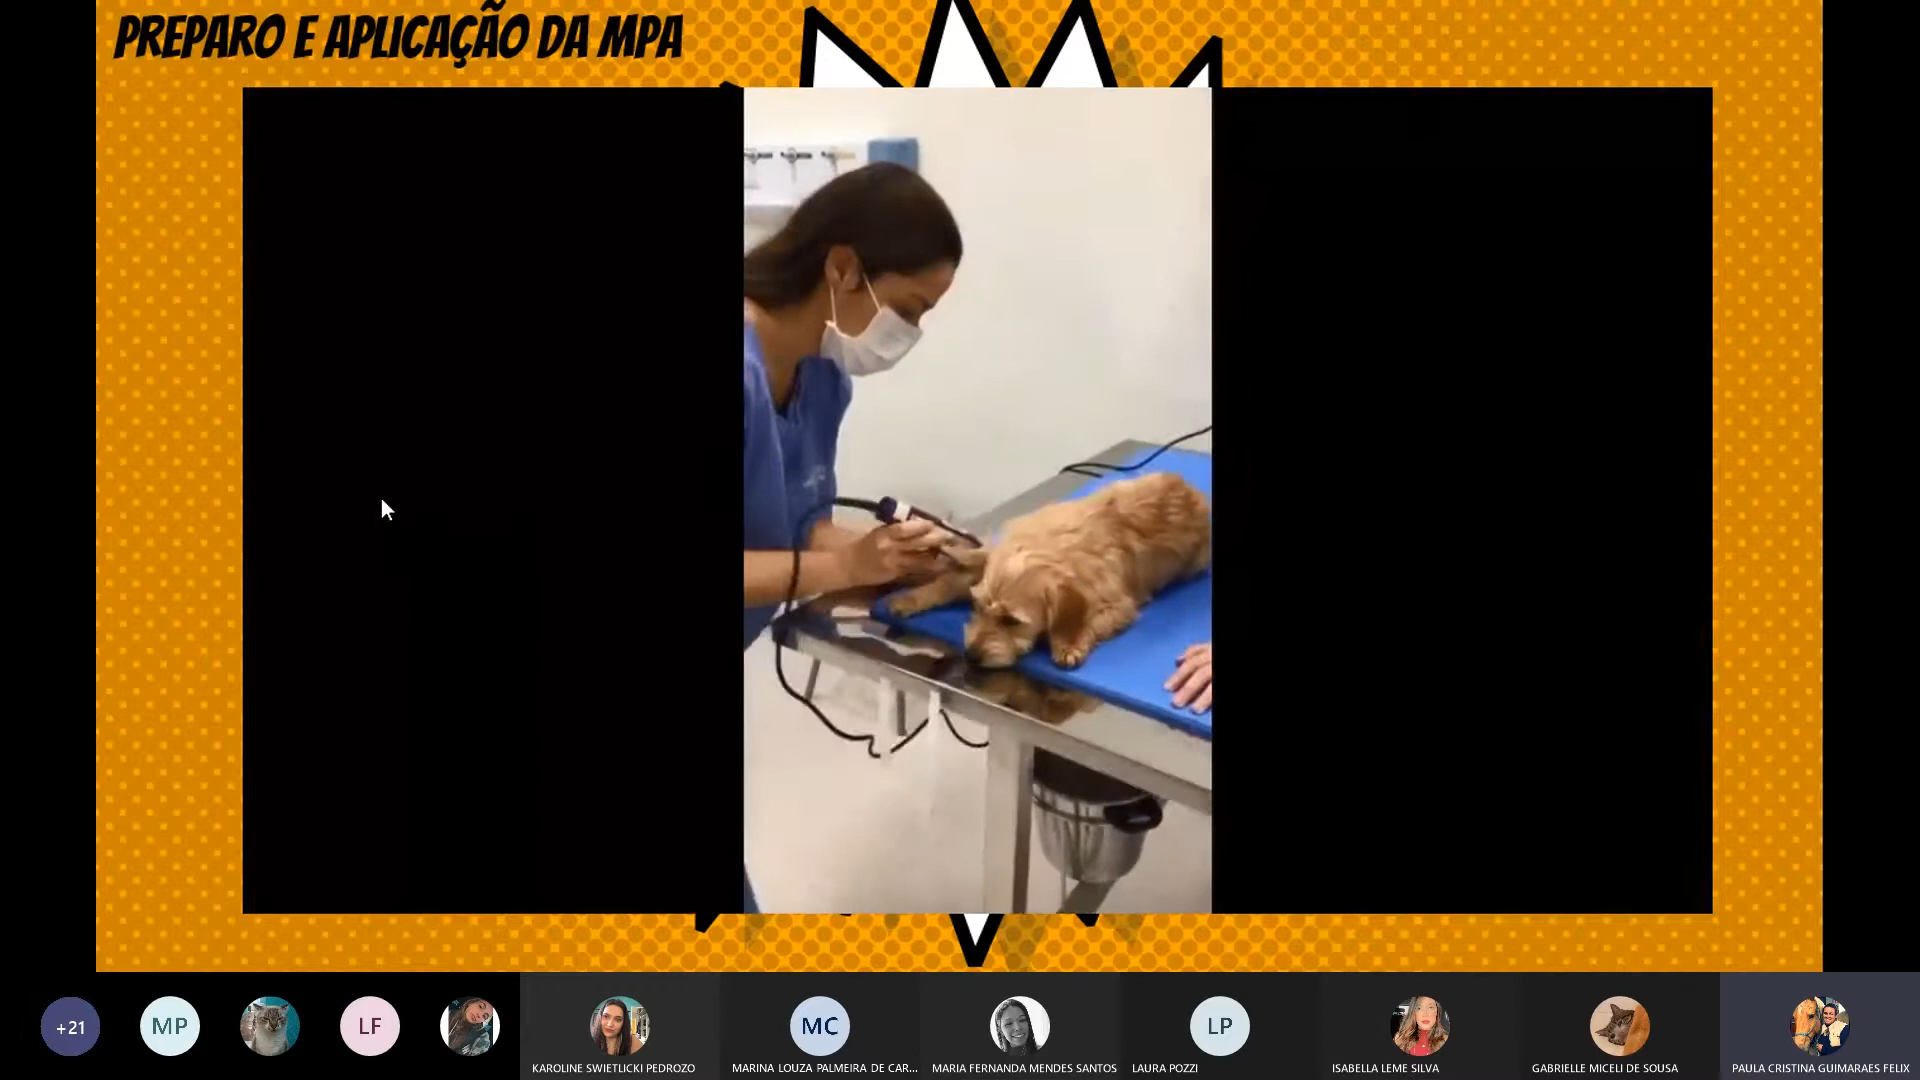 PREPARO E APLICAÇÃO DA MPA
+21
MP
LF
MC
LP
KAROLINE SWIETLICKI PEDROZO
MARINA LOUZA PALMEIRA DE CAR...
MARIA FERNANDA MENDES SANTOS
LAURA POZZI
ISABELLA LEME SILVA
GABRIELLE MICELI DE SOUSA
PAULA CRISTINA GUIMARAES FELIX